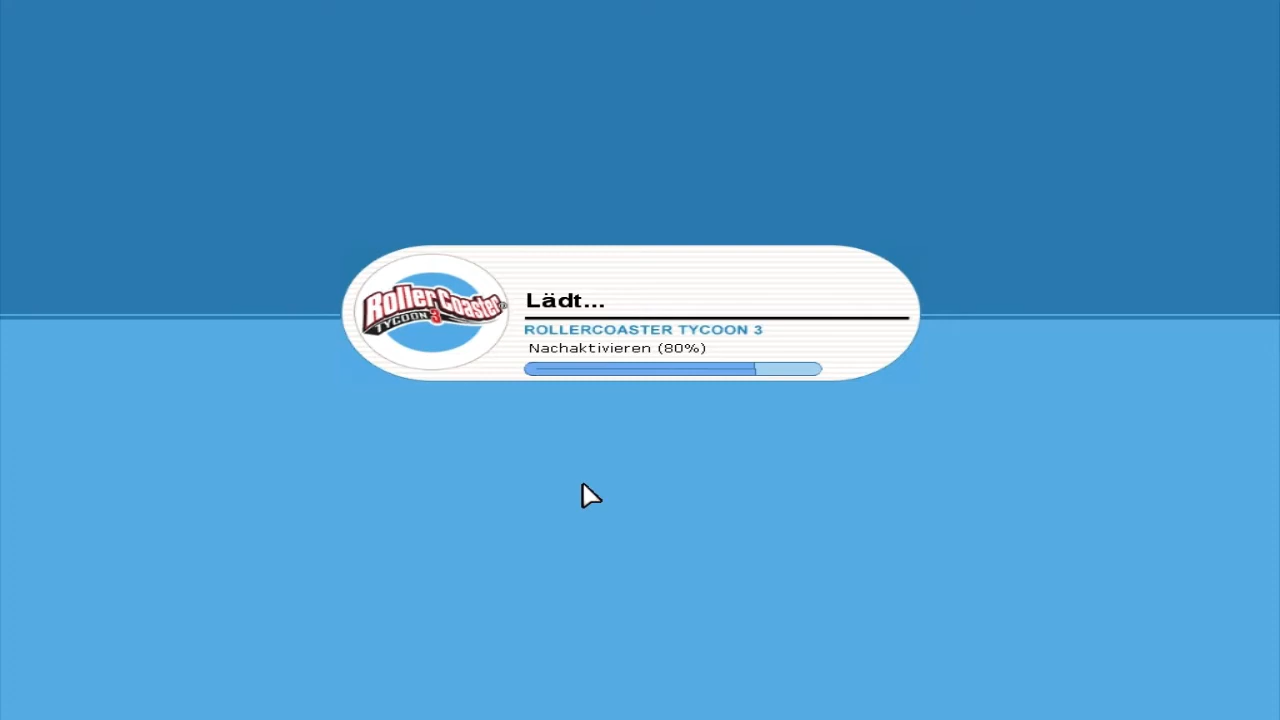 RollerCoaster®
TYCOON 3
Lädt...
ROLLERCOASTER TYCOON 3
Nachaktivieren (80%)